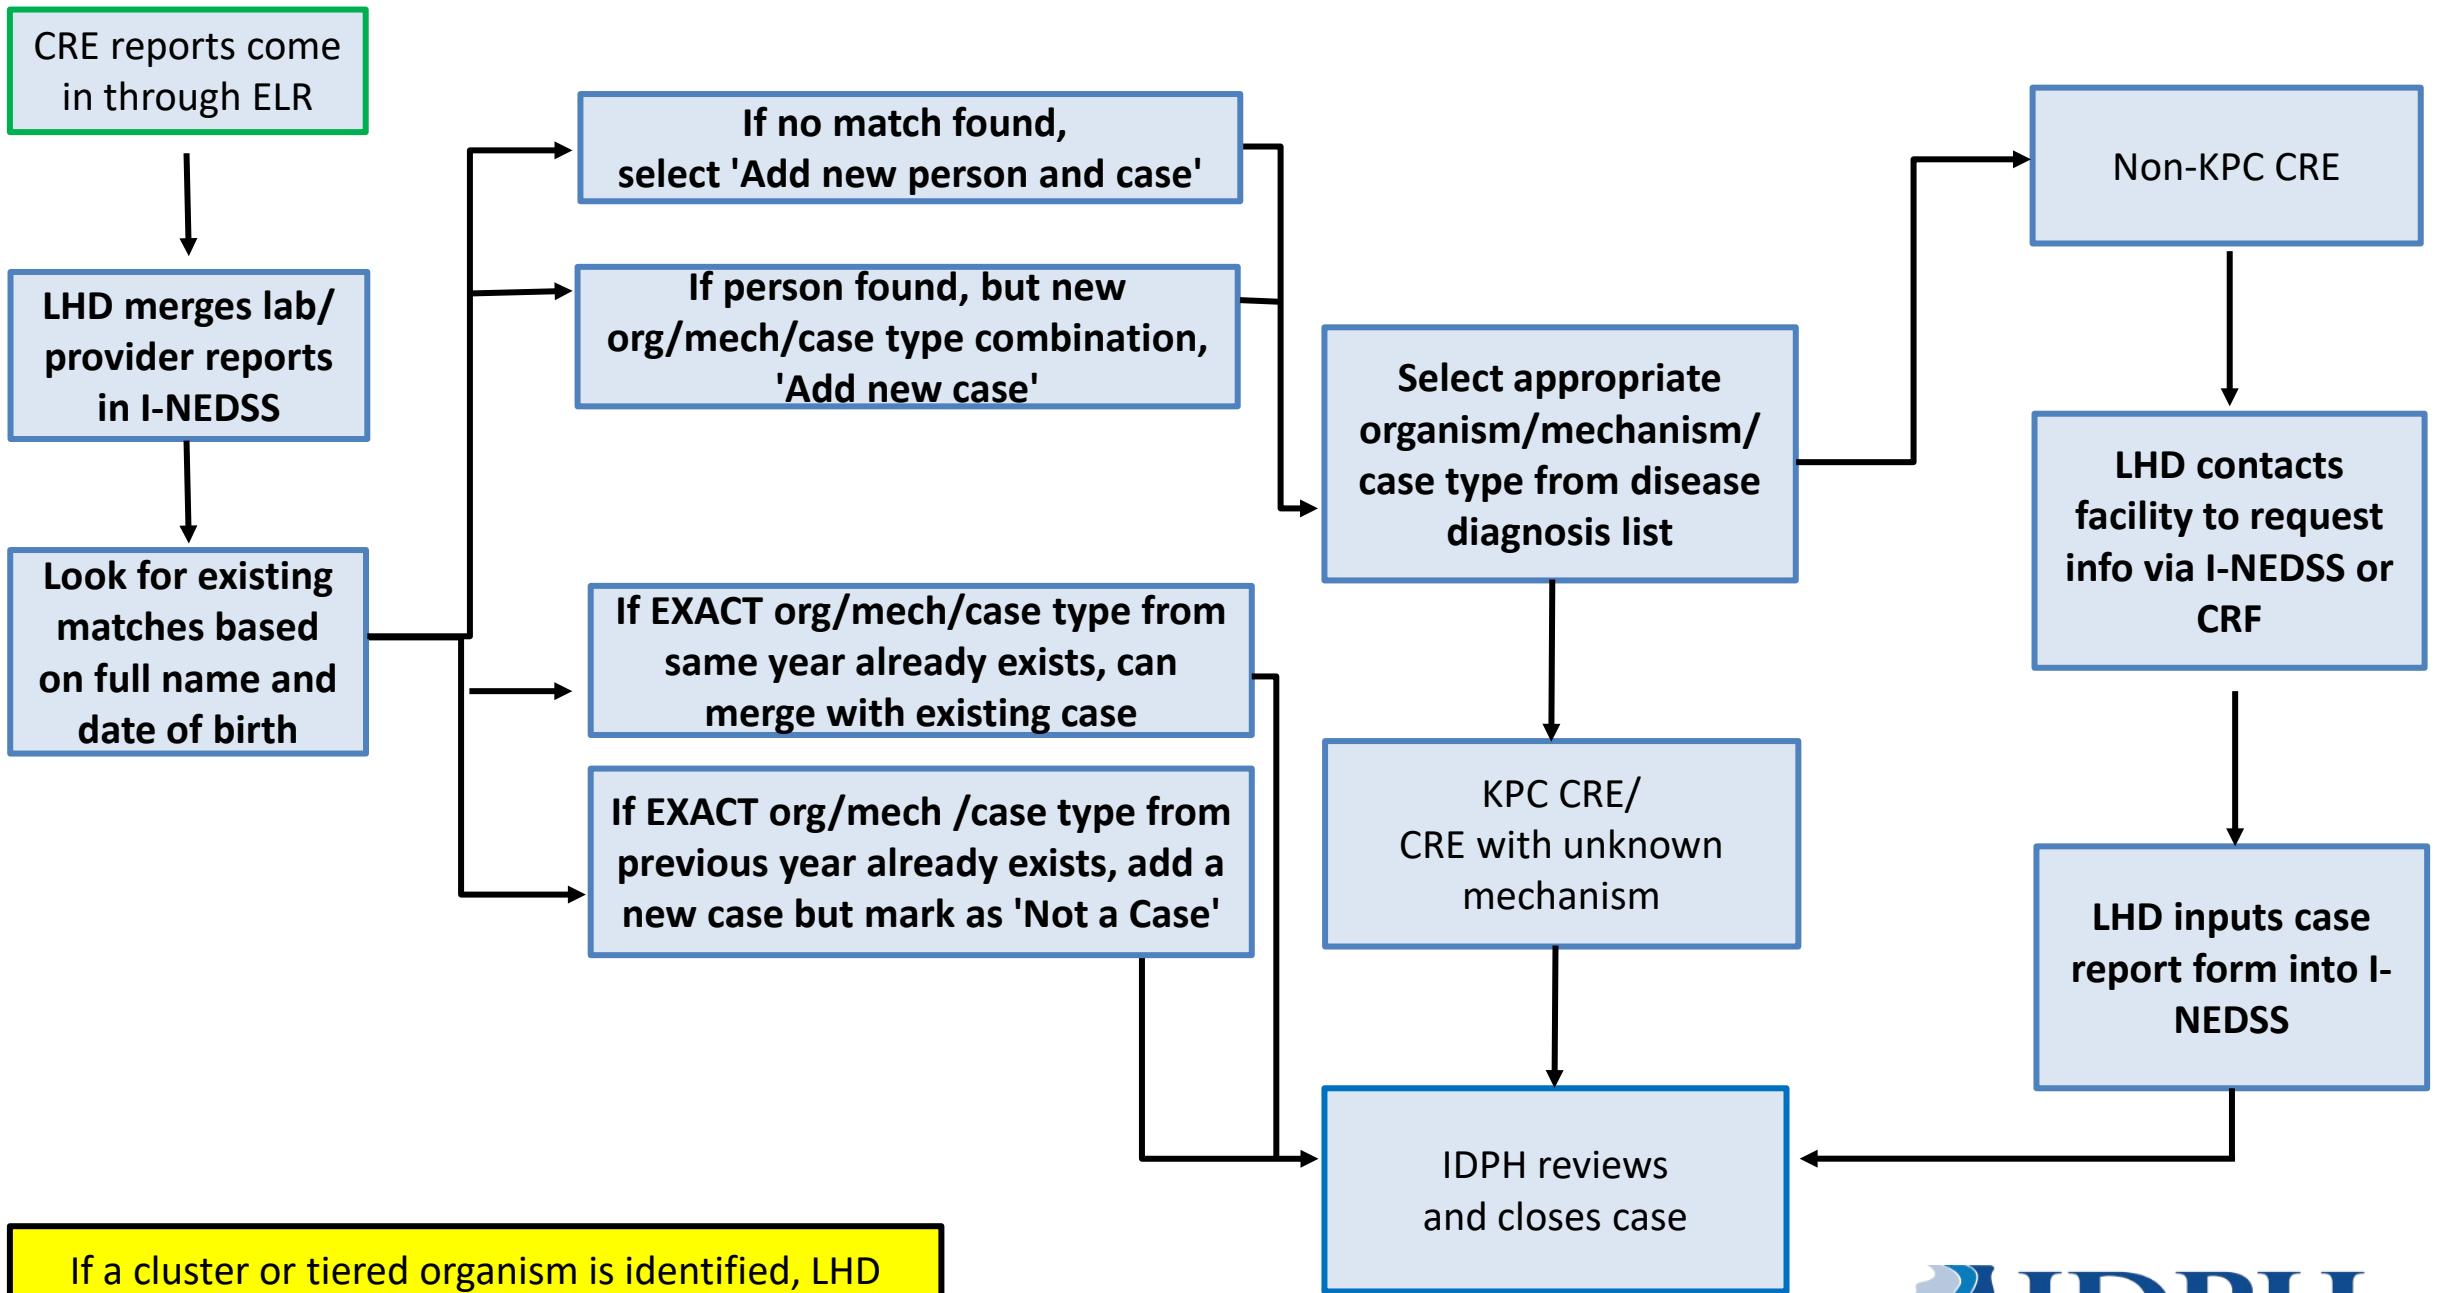 CRE reports come
in through ELR
LHD merges lab/
provider reports
in I-NEDSS
Look for existing
matches based
on full name and
date of birth
If no match found,
select 'Add new person and case'
If person found, but new
org/mech/case type combination,
'Add new case'
If EXACT org/mech/case type from
same year already exists, can
merge with existing case
If EXACT org/mech /case type from
previous year already exists, add a
new case but mark as 'Not a Case'
Select appropriate
organism/mechanism/
case type from disease
diagnosis list
KPC CRE/
CRE with unknown
mechanism
IDPH reviews
and closes case
Non-KPC CRE
LHD contacts
facility to request
info via I-NEDSS or
CRF
LHD inputs case
report form into I-
NEDSS
If a cluster or tiered organism is identified, LHD
IDPH